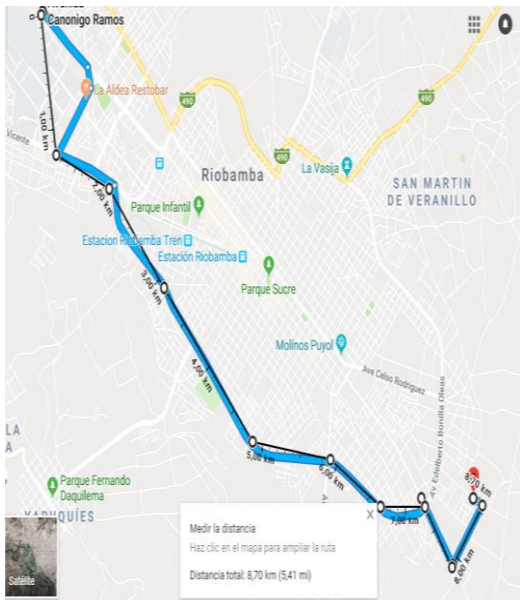 Canonigo Ramos
0
La Aldea Restobar
490
490
1,00 km
Vicente
Riobamba
La Vasija
SAN MARTIN
DE VERANILLO
2,00 km
Parque Infantil
Estacion Riobamba Tren
Estación Riobamba
3,00 km
Parque Sucre
Molinos Puyol
4,00 km
Ave Celso Rodriguez
Av Edelberto Bonilla Oleas
LA
A
5,00 km
6,00 km
Parque Fernando
Daquilema
YARUQUÍES
8,70 km
7,00 km
8,00 km
Medir la distancia
X
Haz clic en el mapa para ampliar la ruta
Distancia total: 8,70 km (5,41 mi)
Satélite